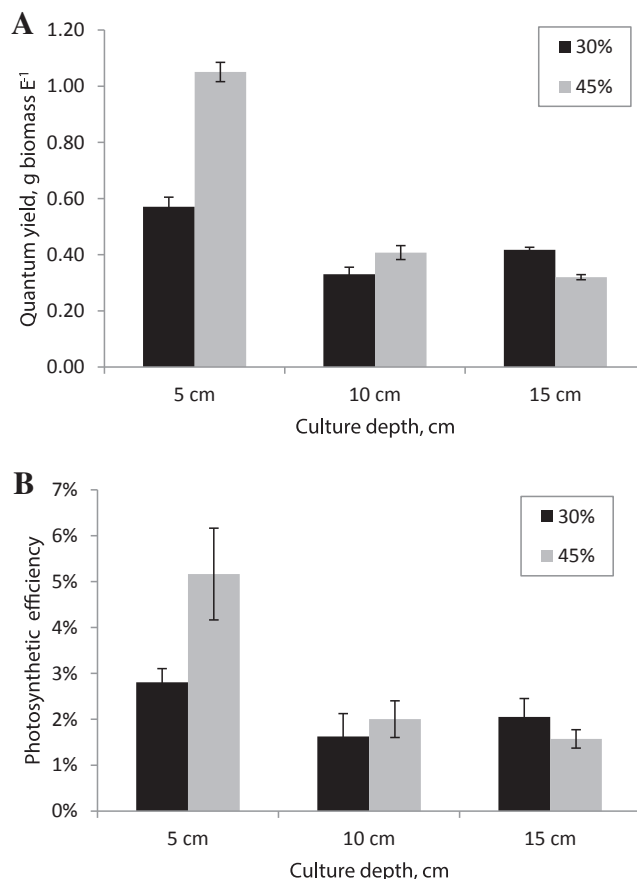 A
Quantum yield, g biomass E⁻¹
1.20
1.00
0.80
0.60
0.40
0.20
0.00
30%
45%
5 cm
10 cm
15 cm
Culture depth, cm
B
Photosynthetic efficiency
7%
6%
5%
4%
3%
2%
1%
0%
30%
45%
5 cm
10 cm
15 cm
Culture depth, cm